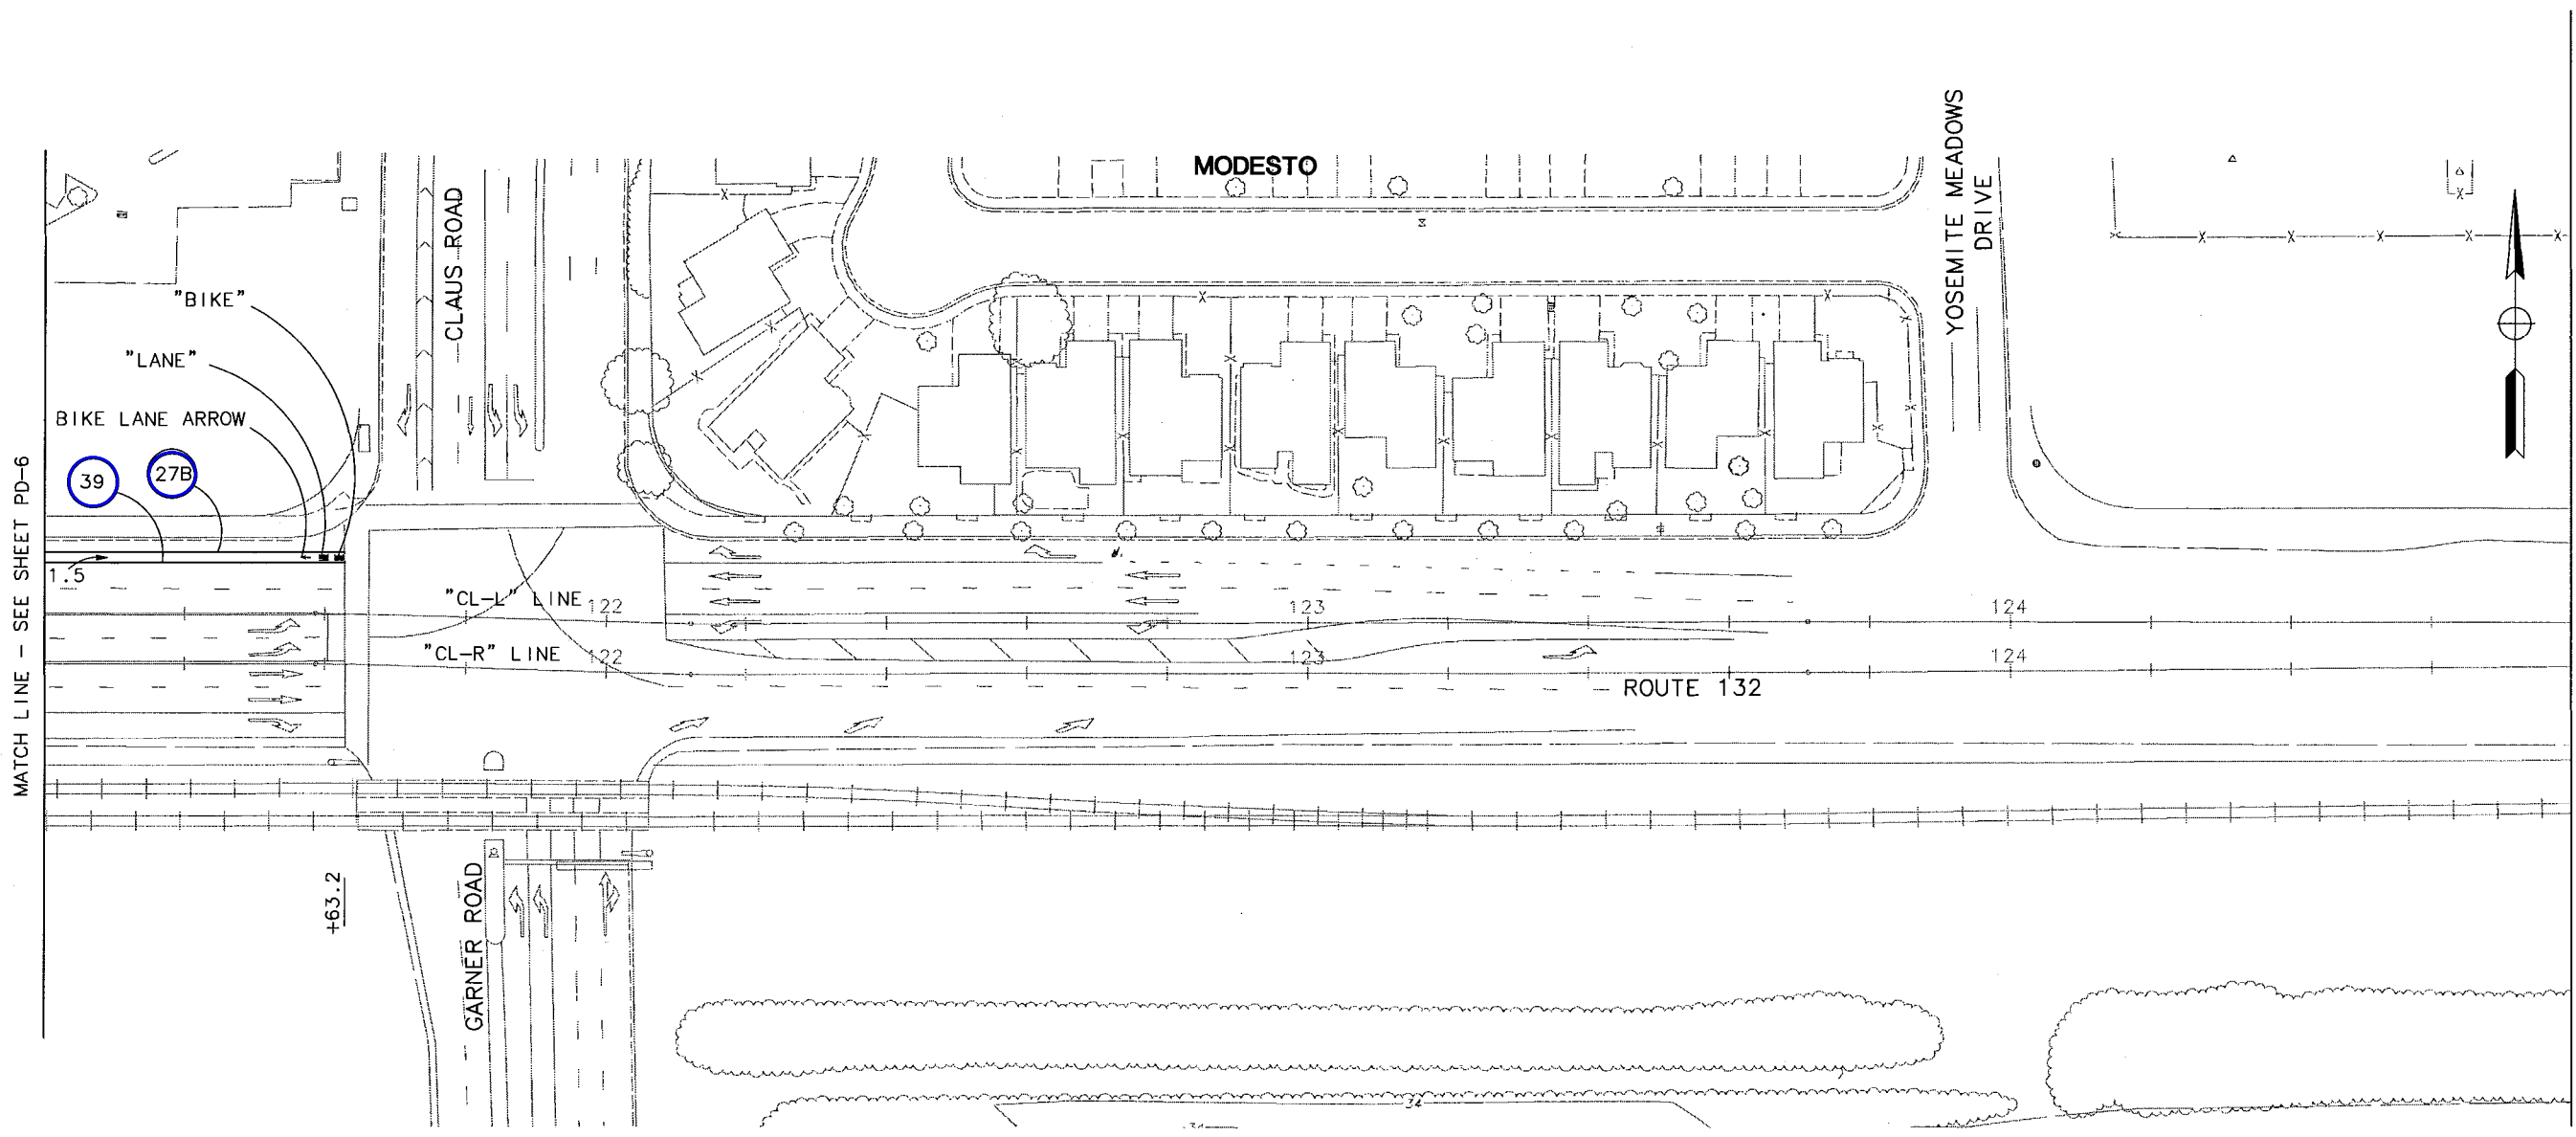 MODESTO
YOSEMITE MEADOWS
DRIVE
CLAUS ROAD
"BIKE"
"LANE"
BIKE LANE ARROW
39
27B
MATCH LINE - SEE SHEET PD-6
1.5
"CL-L" LINE
122
123
124
"CL-R" LINE
122
123
124
ROUTE 132
+63.2
GARNER ROAD
34